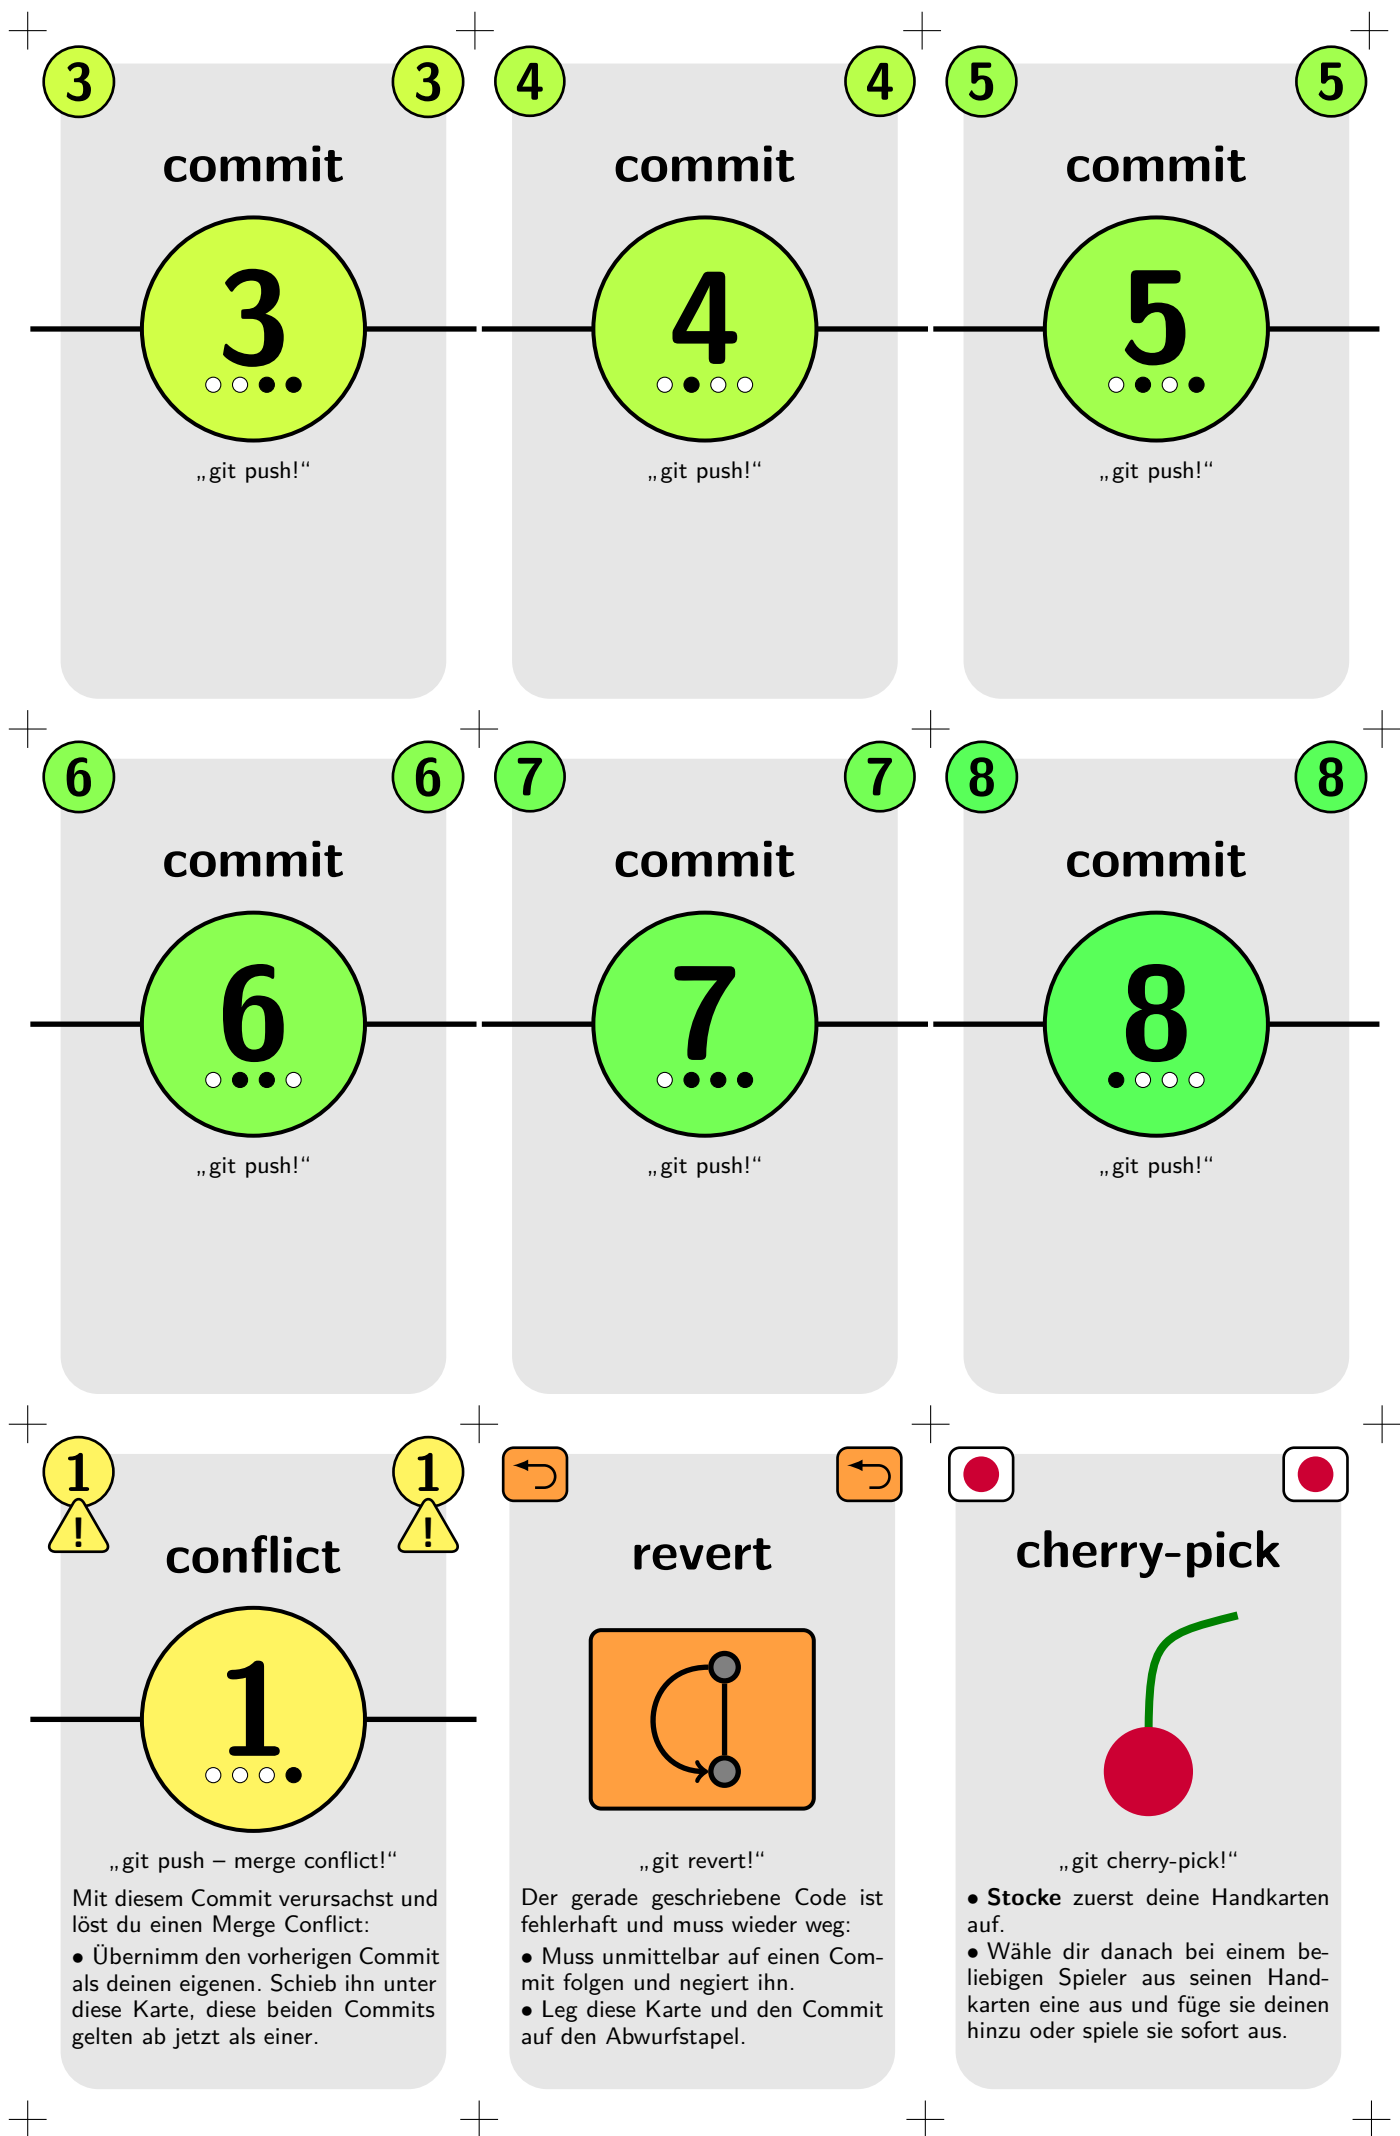 3 3
commit
3
„git push!“
4 4
commit
4
„git push!“
5 5
commit
5
„git push!“
6 6
commit
6
„git push!“
7 7
commit
7
„git push!“
8 8
commit
8
„git push!“
1 1
! !
conflict
1
„git push – merge conflict!“
Mit diesem Commit verursachst und
löst du einen Merge Conflict:
• Übernimm den vorherigen Commit
als deinen eigenen. Schieb ihn unter
diese Karte, diese beiden Commits
gelten ab jetzt als einer.
revert
„git revert!“
Der gerade geschriebene Code ist
fehlerhaft und muss wieder weg:
• Muss unmittelbar auf einen Com-
mit folgen und negiert ihn.
• Leg diese Karte und den Commit
auf den Abwurfstapel.
cherry-pick
„git cherry-pick!“
• Stocke zuerst deine Handkarten
auf.
• Wähle dir danach bei einem be-
liebigen Spieler aus seinen Hand-
karten eine aus und füge sie deinen
hinzu oder spiele sie sofort aus.